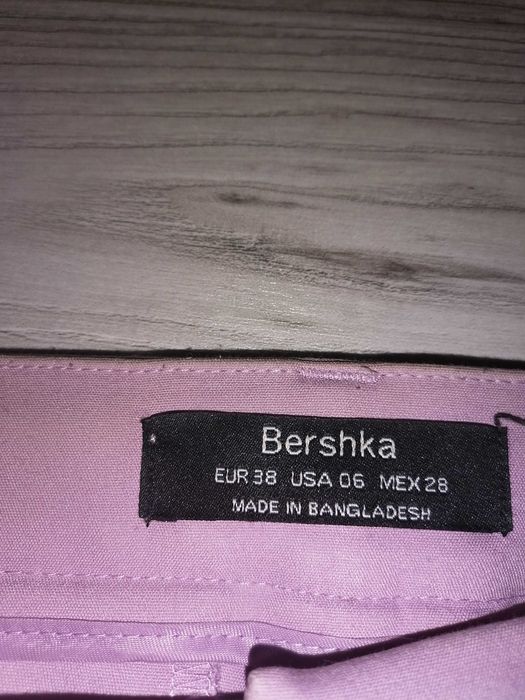 Bershka
EUR 38 USA 06 MEX 28
MADE IN BANGLADESH